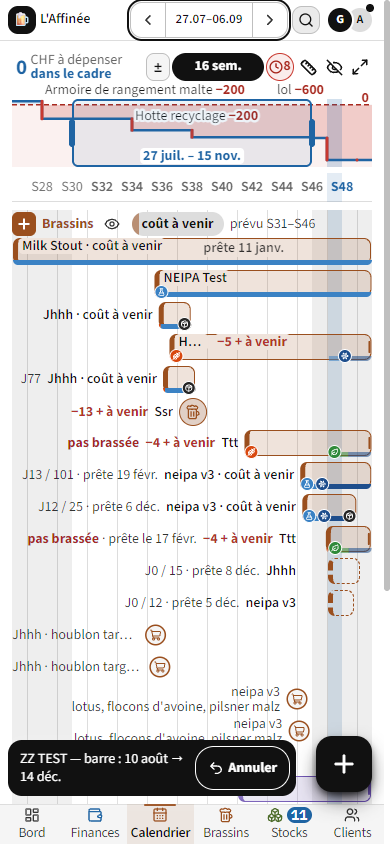 L'Affinée
27.07–06.09
G
A
0 CHF à dépenser
dans le cadre
±
16 sem.
8
Armoire de rangement malte −200
lol −600
0
Hotte recyclage −200
27 juil. – 15 nov.
S28 S30 S32 S34 S36 S38 S40 S42 S44 S46 S48
Brassins
coût à venir
prévu S31–S46
Milk Stout · coût à venir
prête 11 janv.
NEIPA Test
Jhhh · coût à venir
H… −5 + à venir
J77 Jhhh · coût à venir
−13 + à venir Ssr
pas brassée −4 + à venir Ttt
J13 / 101 · prête 19 févr. neipa v3 · coût à venir
J12 / 25 · prête 6 déc. neipa v3 · coût à venir
pas brassée · prête le 17 févr. −4 + à venir Ttt
J0 / 15 · prête 8 déc. Jhhh
J0 / 12 · prête 5 déc. neipa v3
Jhhh · houblon tar…
Jhhh · houblon targ…
neipa v3
lotus, flocons d'avoine, pilsner malz
neipa v3
lotus, flocons d'avoine, pilsner malz
ZZ TEST — barre : 10 août →
14 déc.
Annuler
Bord
Finances
Calendrier
Brassins
Stocks
11
Clients